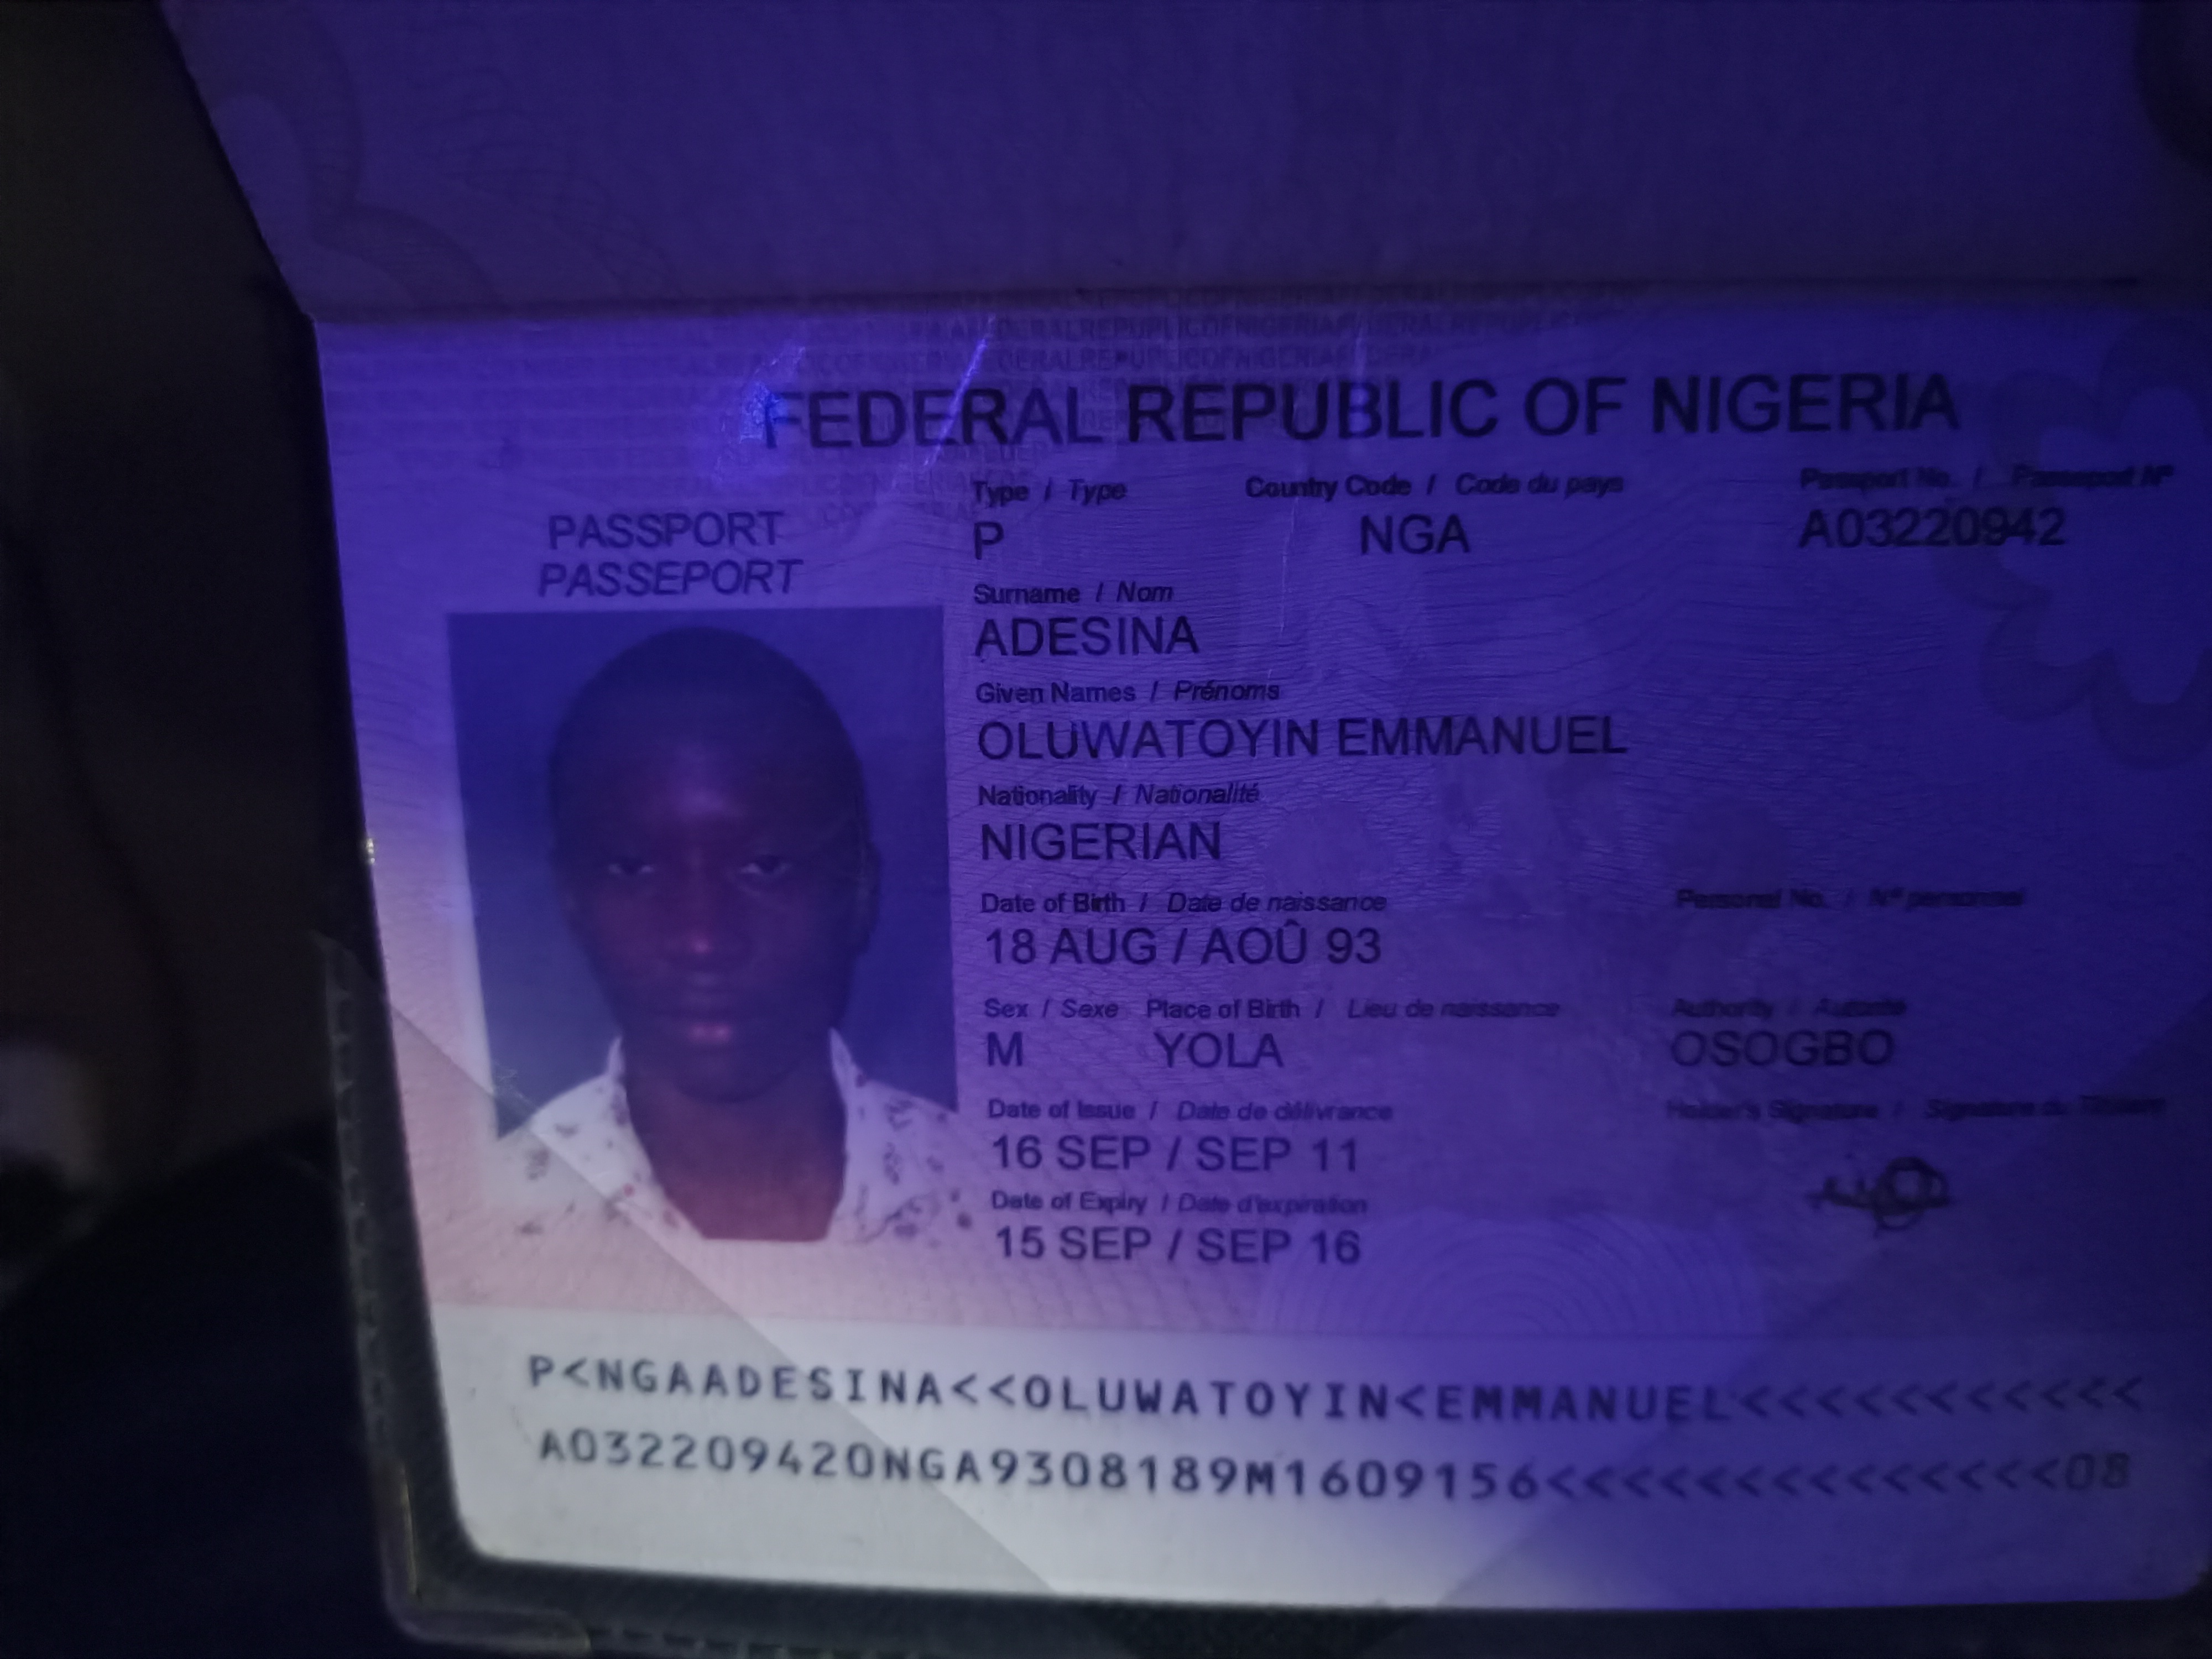 FEDERAL REPUBLIC OF NIGERIA
PASSPORT
PASSEPORT
Type / Type
Country Code / Code du pays
Passport No. / Passeport Nº
P
NGA
A03220942
Surname / Nom
ADESINA
Given Names / Prénoms
OLUWATOYIN EMMANUEL
Nationality / Nationalité
NIGERIAN
Date of Birth / Date de naissance
Personal No. / Nº personnel
18 AUG / AOÛ 93
Sex / Sexe
Place of Birth / Lieu de naissance
Authority / Autorité
M
YOLA
OSOGBO
Date of Issue / Date de délivrance
Holder's Signature / Signature du Titulaire
16 SEP / SEP 11
Date of Expiry / Date d'expiration
15 SEP / SEP 16
P<NGAADESINA<<OLUWATOYIN<EMMANUEL<<<<<<<<<<<
A032209420NGA9308189M1609156<<<<<<<<<<<<<<08